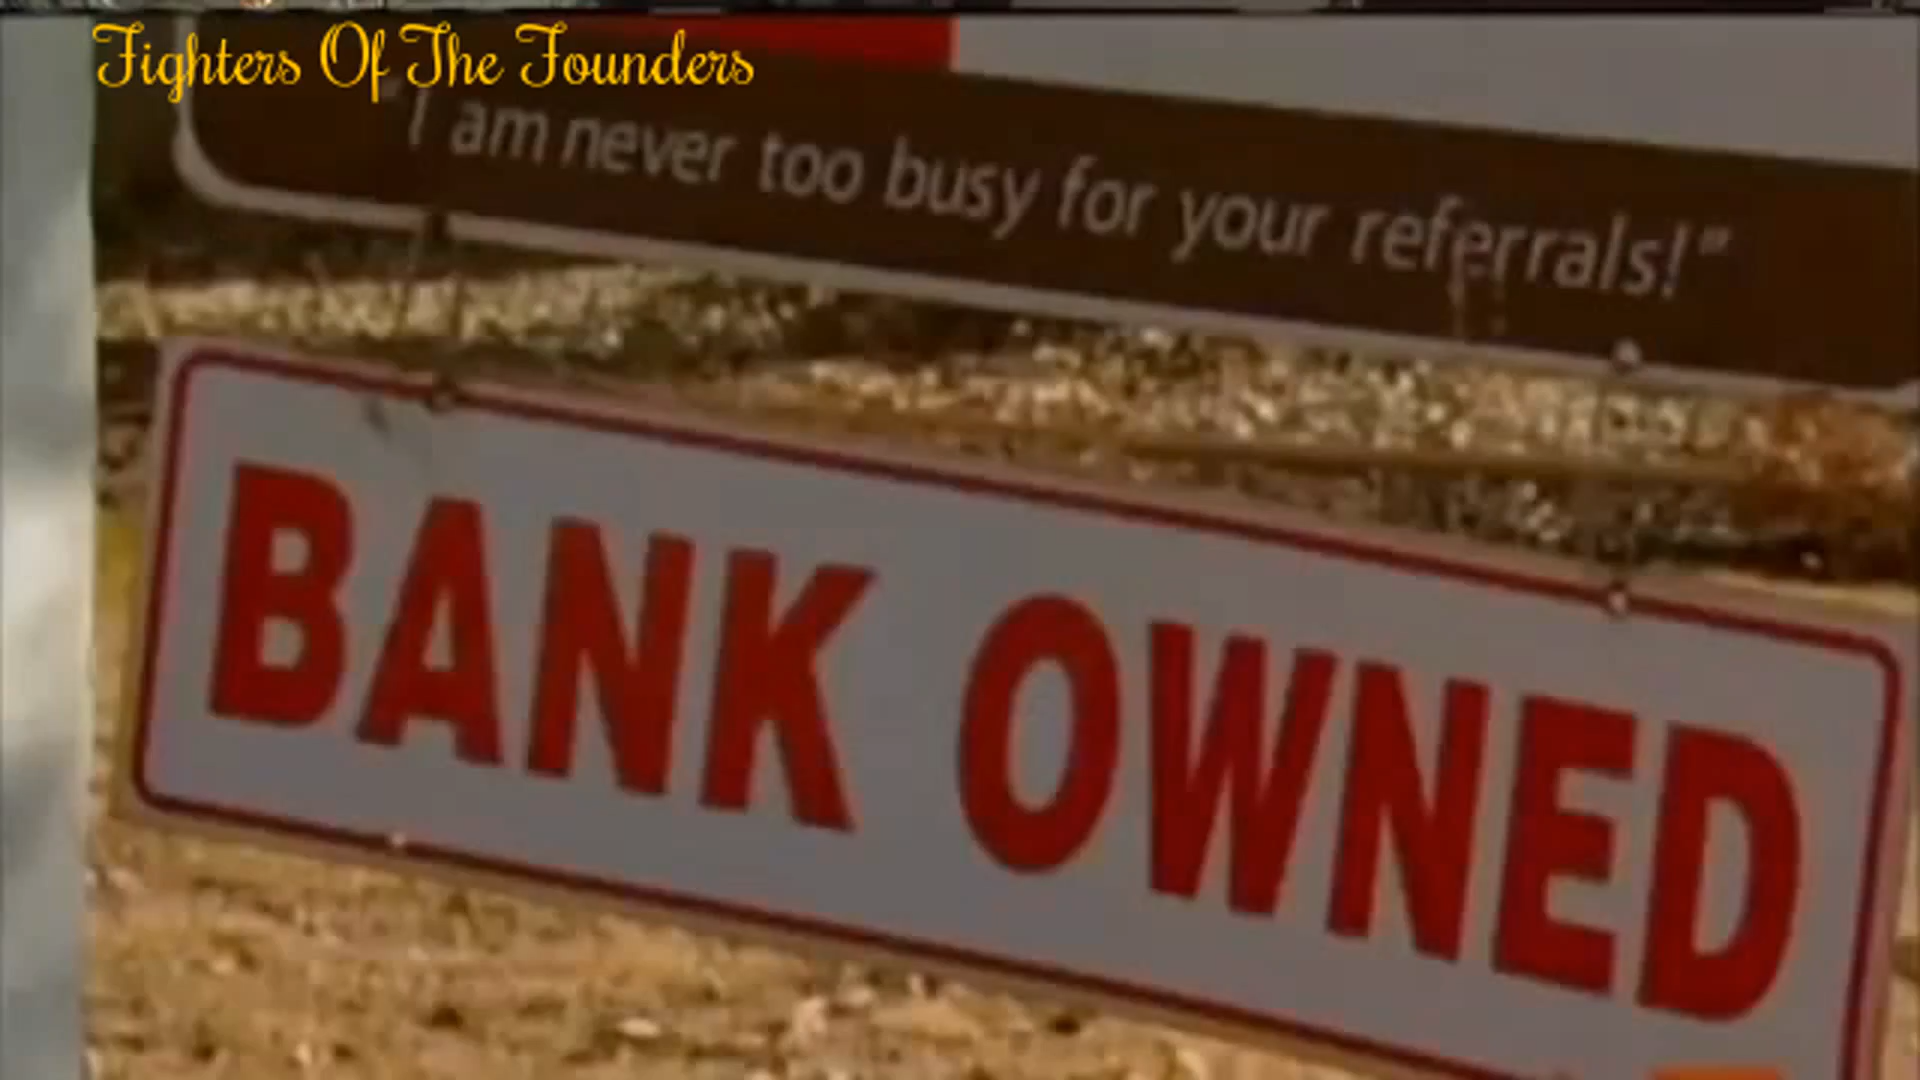 Fighters Of The Founders
"I am never too busy for your referrals!"
BANK OWNED